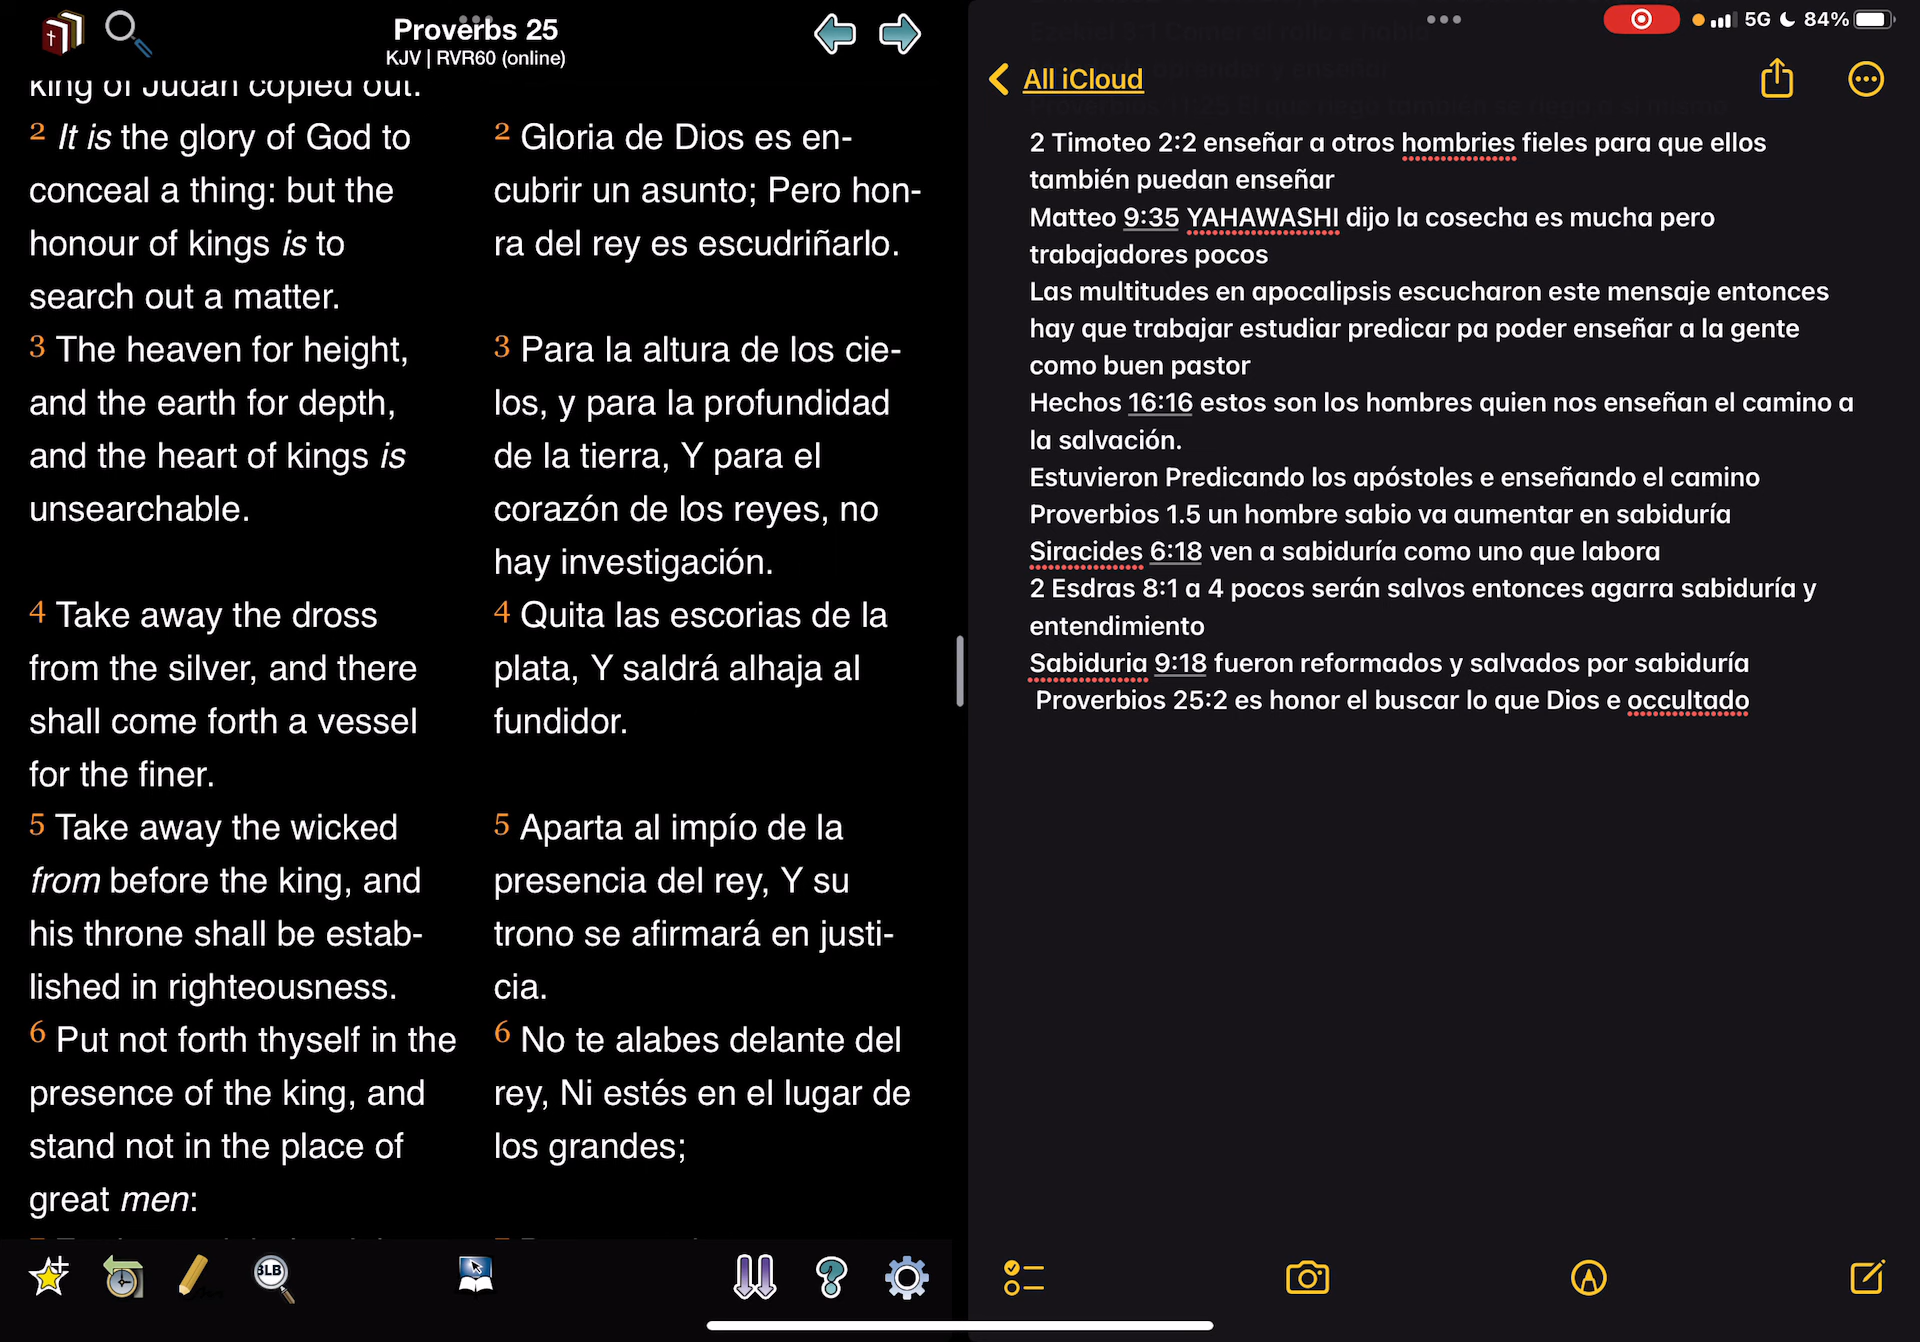 Proverbs 25
KJV | RVR60 (online)
king of Judah copied out.
2 It is the glory of God to
conceal a thing: but the
honour of kings is to
search out a matter.
3 The heaven for height,
and the earth for depth,
and the heart of kings is
unsearchable.
4 Take away the dross
from the silver, and there
shall come forth a vessel
for the finer.
5 Take away the wicked
from before the king, and
his throne shall be estab-
lished in righteousness.
6 Put not forth thyself in the
presence of the king, and
stand not in the place of
great men:
2 Gloria de Dios es en-
cubrir un asunto; Pero hon-
ra del rey es escudriñarlo.
3 Para la altura de los cie-
los, y para la profundidad
de la tierra, Y para el
corazón de los reyes, no
hay investigación.
4 Quita las escorias de la
plata, Y saldrá alhaja al
fundidor.
5 Aparta al impío de la
presencia del rey, Y su
trono se afirmará en justi-
cia.
6 No te alabes delante del
rey, Ni estés en el lugar de
los grandes;
BLB
5G 84%
All iCloud
2 Timoteo 2:2 enseñar a otros hombries fieles para que ellos
también puedan enseñar
Matteo 9:35 YAHAWASHI dijo la cosecha es mucha pero
trabajadores pocos
Las multitudes en apocalipsis escucharon este mensaje entonces
hay que trabajar estudiar predicar pa poder enseñar a la gente
como buen pastor
Hechos 16:16 estos son los hombres quien nos enseñan el camino a
la salvación.
Estuvieron Predicando los apóstoles e enseñando el camino
Proverbios 1.5 un hombre sabio va aumentar en sabiduría
Siracides 6:18 ven a sabiduría como uno que labora
2 Esdras 8:1 a 4 pocos serán salvos entonces agarra sabiduría y
entendimiento
Sabiduria 9:18 fueron reformados y salvados por sabiduría
Proverbios 25:2 es honor el buscar lo que Dios e occultado